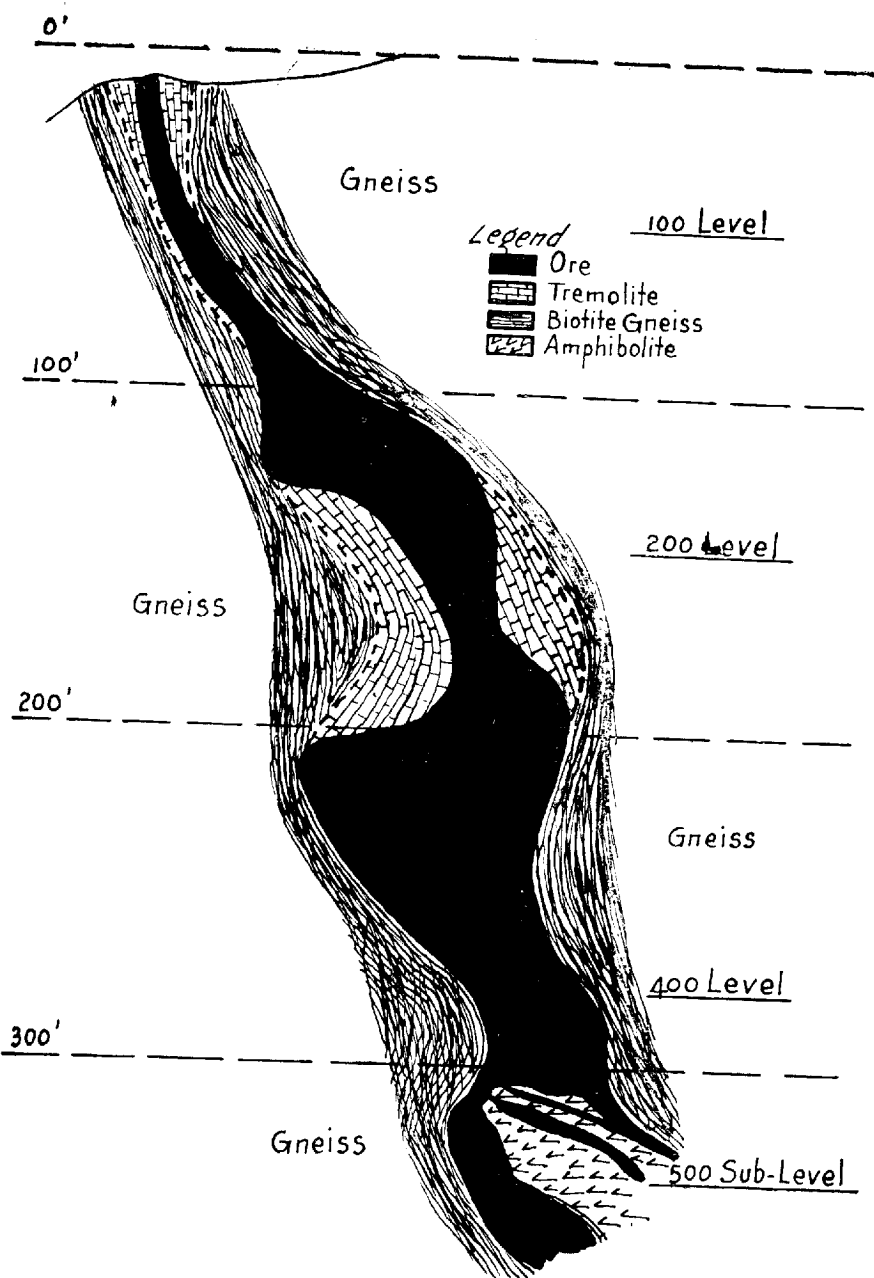 0'
Gneiss
100 Level
Legend
Ore
Tremolite
Biotite Gneiss
Amphibolite
100'
200 Level
Gneiss
200'
Gneiss
400 Level
300'
Gneiss
500 Sub-Level